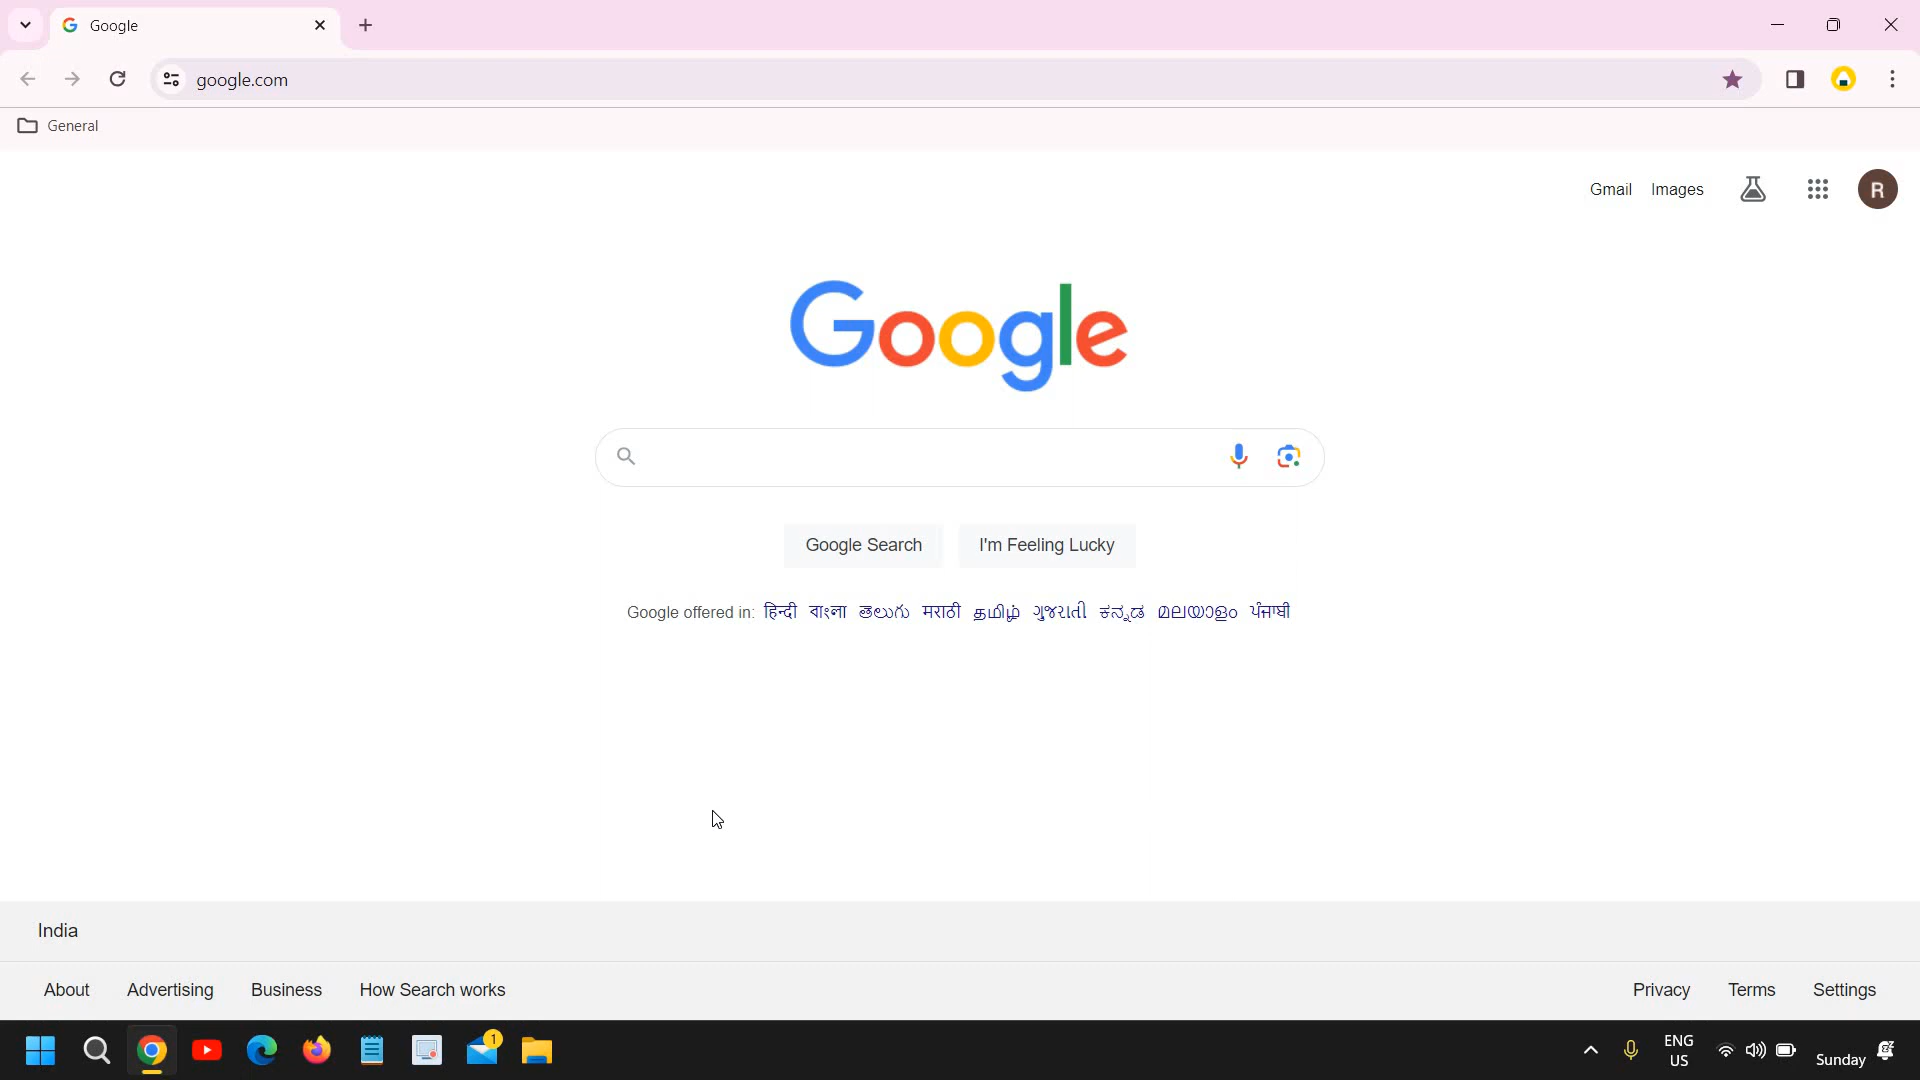 Google
google.com
General
Gmail Images R
Google
Google Search I'm Feeling Lucky
Google offered in: हिन्दी বাংলা తెలుగు मराठी தமிழ் ગુજરાતી ಕನ್ನಡ മലയാളം ਪੰਜਾਬੀ
India
About Advertising Business How Search works Privacy Terms Settings
1
ENG
US
Sunday